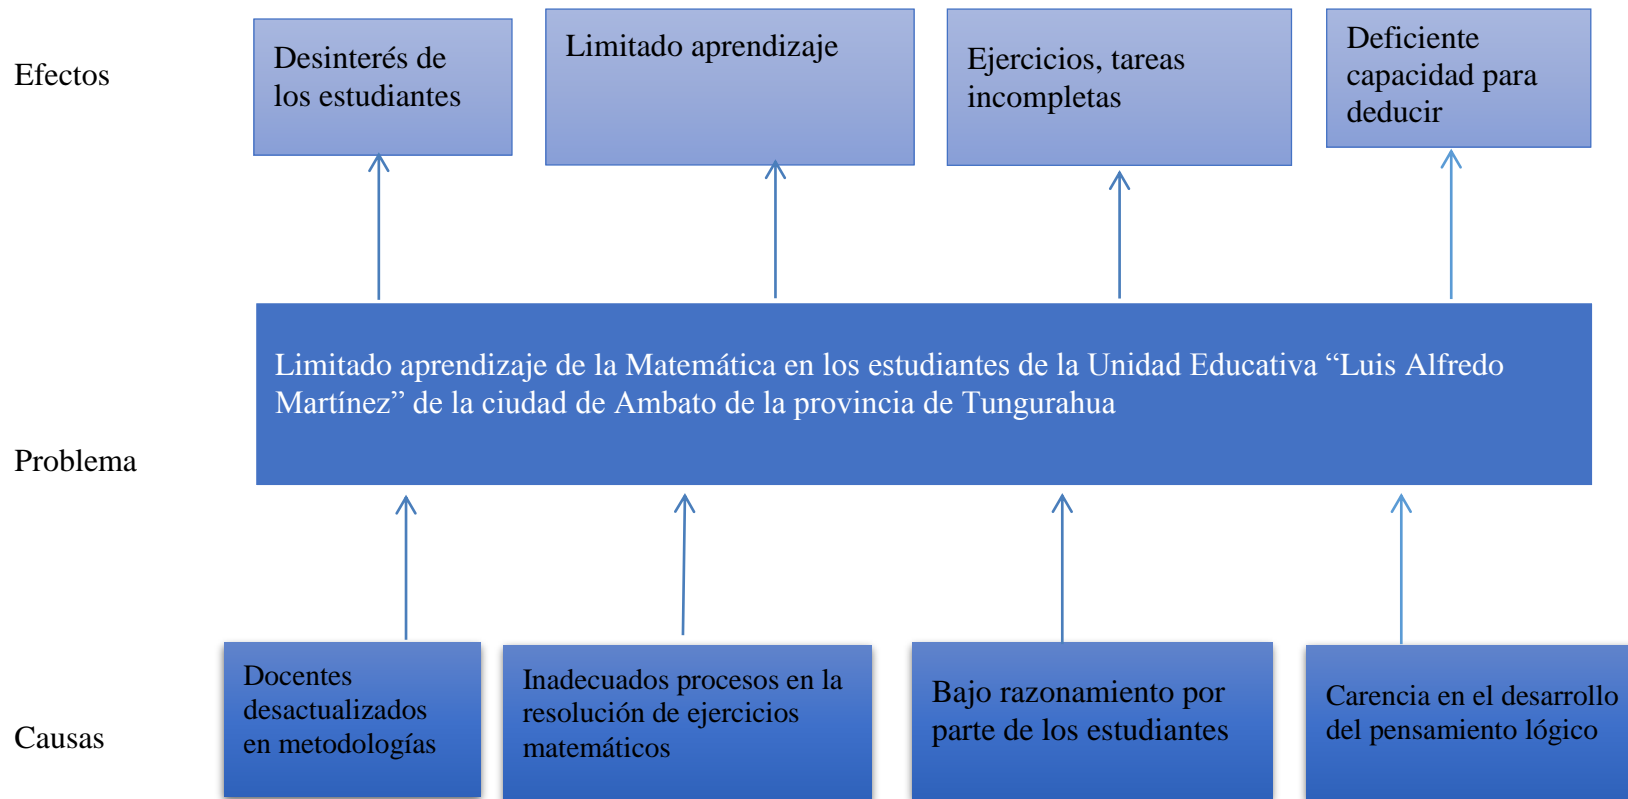 Efectos
Desinterés de
los estudiantes
Limitado aprendizaje
Ejercicios, tareas
incompletas
Deficiente
capacidad para
deducir
Problema
Limitado aprendizaje de la Matemática en los estudiantes de la Unidad Educativa “Luis Alfredo
Martínez” de la ciudad de Ambato de la provincia de Tungurahua
Causas
Docentes
desactualizados
en metodologías
Inadecuados procesos en la
resolución de ejercicios
matemáticos
Bajo razonamiento por
parte de los estudiantes
Carencia en el desarrollo
del pensamiento lógico